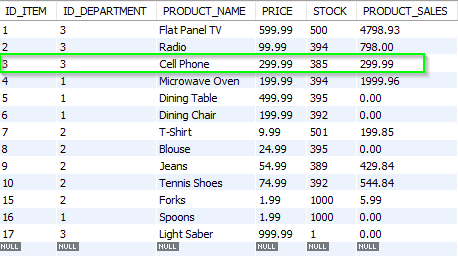 ID_ITEM ID_DEPARTMENT PRODUCT_NAME PRICE STOCK PRODUCT_SALES
1 3 Flat Panel TV 599.99 500 4798.93
2 3 Radio 99.99 394 798.00
3 3 Cell Phone 299.99 385 299.99
4 1 Microwave Oven 199.99 394 1999.96
5 1 Dining Table 499.99 395 0.00
6 1 Dining Chair 199.99 392 0.00
7 2 T-Shirt 9.99 501 199.85
8 2 Blouse 24.99 395 0.00
9 2 Jeans 54.99 389 429.84
10 2 Tennis Shoes 74.99 392 544.84
15 2 Forks 1.99 1000 5.99
16 1 Spoons 1.99 1000 0.00
17 3 Light Saber 999.99 1 0.00
NULL NULL NULL NULL NULL NULL